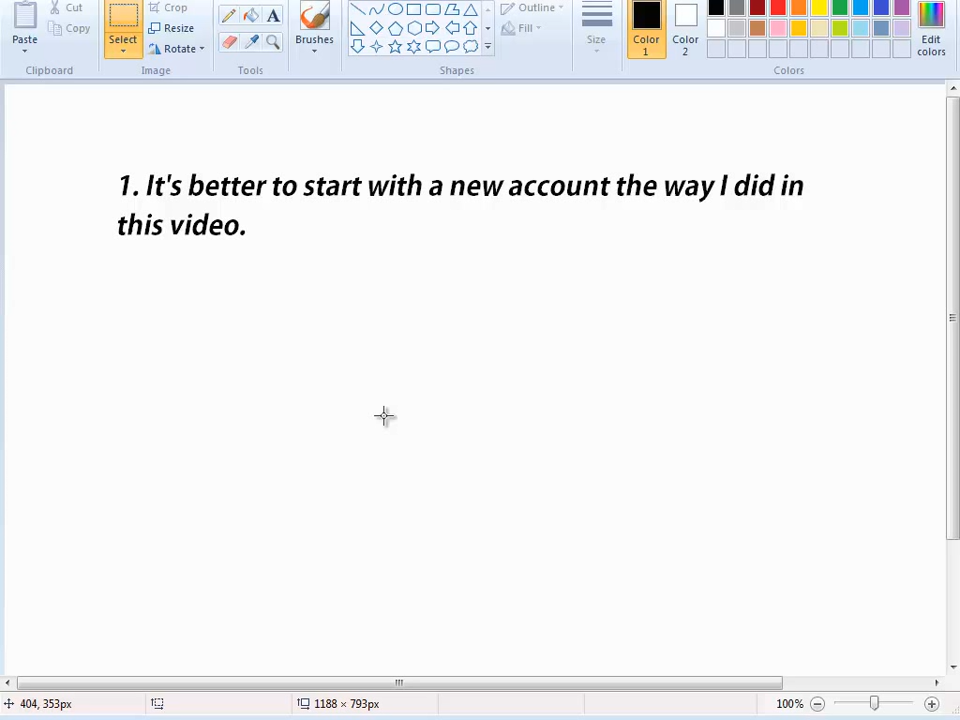 Paste
Cut
Copy
Clipboard
Select
Crop
Resize
Rotate
Image
A
Tools
Brushes
Shapes
Outline
Fill
Size
Color 1
Color 2
Colors
Edit colors
1. It's better to start with a new account the way I did in
this video.
404, 353px
1188 × 793px
100%